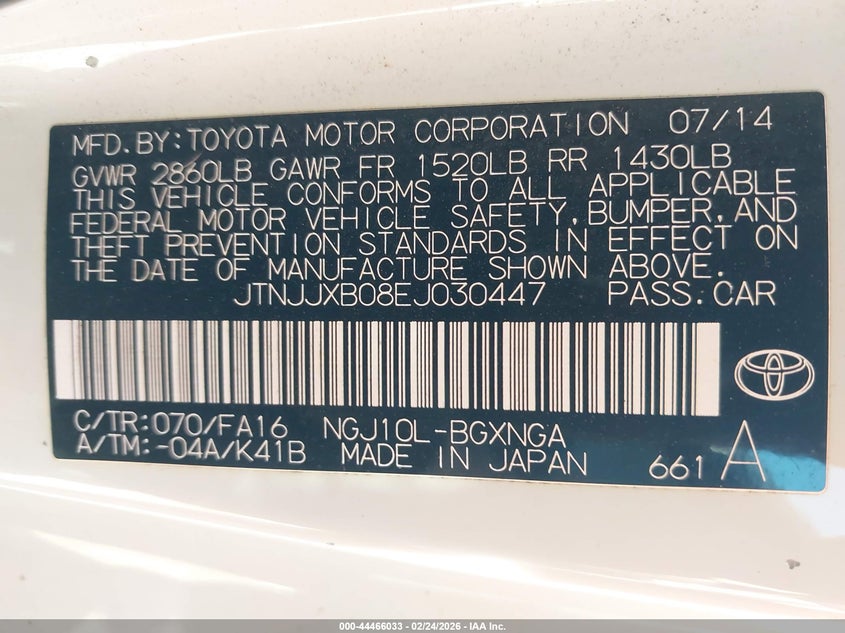 MFD. BY: TOYOTA MOTOR CORPORATION 07/14
GVWR 2860LB GAWR FR 1520LB RR 1430LB
THIS VEHICLE CONFORMS TO ALL APPLICABLE
FEDERAL MOTOR VEHICLE SAFETY, BUMPER, AND
THEFT PREVENTION STANDARDS IN EFFECT ON
THE DATE OF MANUFACTURE SHOWN ABOVE.
JTNJJXB08EJ030447 PASS. CAR
C/TR: 070/FA16 NGJ10L-BGXNGA
A/TM: -04A/K41B MADE IN JAPAN
661 A
000-44466033 - 02/24/2026 - IAA Inc.